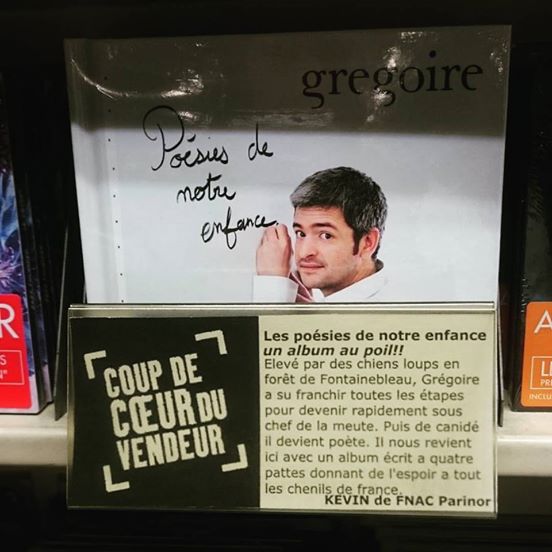 gregoire
Poésies de
notre
enfance
Les poésies de notre enfance
un album au poil!!
Elevé par des chiens loups en
forêt de Fontainebleau, Grégoire
a su franchir toutes les étapes
pour devenir rapidement sous
chef de la meute. Puis de canidé
il devient poète. Il nous revient
ici avec un album écrit a quatre
pattes donnant de l'espoir a tout
les chenils de france.
KEVIN de FNAC Parinor
COUP DE
CŒUR DU
VENDEUR
R
S
A
L
PR
INCLU